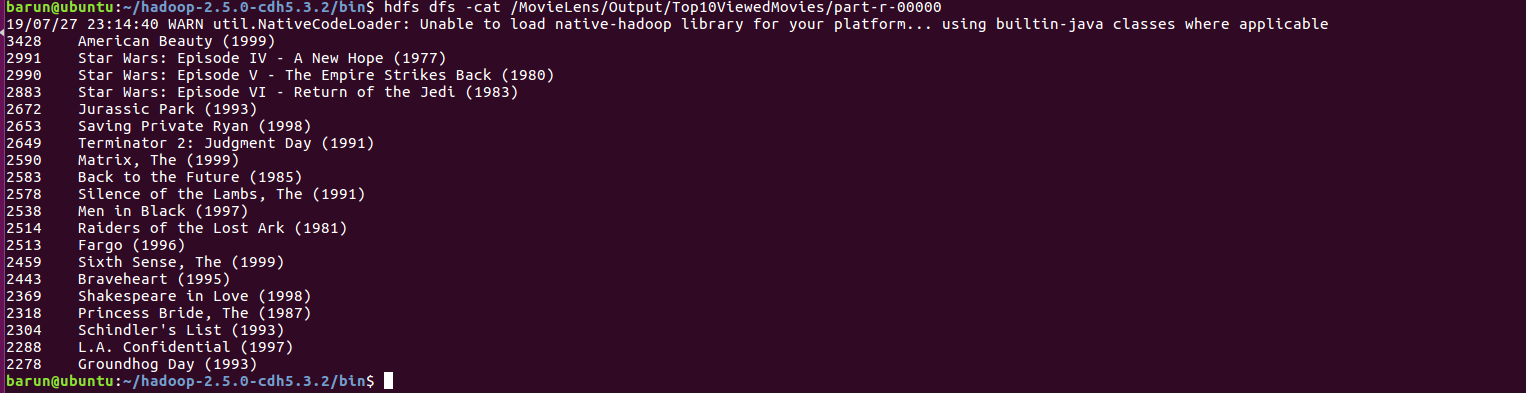 barun@ubuntu:~/hadoop-2.5.0-cdh5.3.2/bin$ hdfs dfs -cat /MovieLens/Output/Top10ViewedMovies/part-r-00000
19/07/27 23:14:40 WARN util.NativeCodeLoader: Unable to load native-hadoop library for your platform... using builtin-java classes where applicable
3428    American Beauty (1999)
2991    Star Wars: Episode IV - A New Hope (1977)
2990    Star Wars: Episode V - The Empire Strikes Back (1980)
2883    Star Wars: Episode VI - Return of the Jedi (1983)
2672    Jurassic Park (1993)
2653    Saving Private Ryan (1998)
2649    Terminator 2: Judgment Day (1991)
2590    Matrix, The (1999)
2583    Back to the Future (1985)
2578    Silence of the Lambs, The (1991)
2538    Men in Black (1997)
2514    Raiders of the Lost Ark (1981)
2513    Fargo (1996)
2459    Sixth Sense, The (1999)
2443    Braveheart (1995)
2369    Shakespeare in Love (1998)
2318    Princess Bride, The (1987)
2304    Schindler's List (1993)
2288    L.A. Confidential (1997)
2278    Groundhog Day (1993)
barun@ubuntu:~/hadoop-2.5.0-cdh5.3.2/bin$